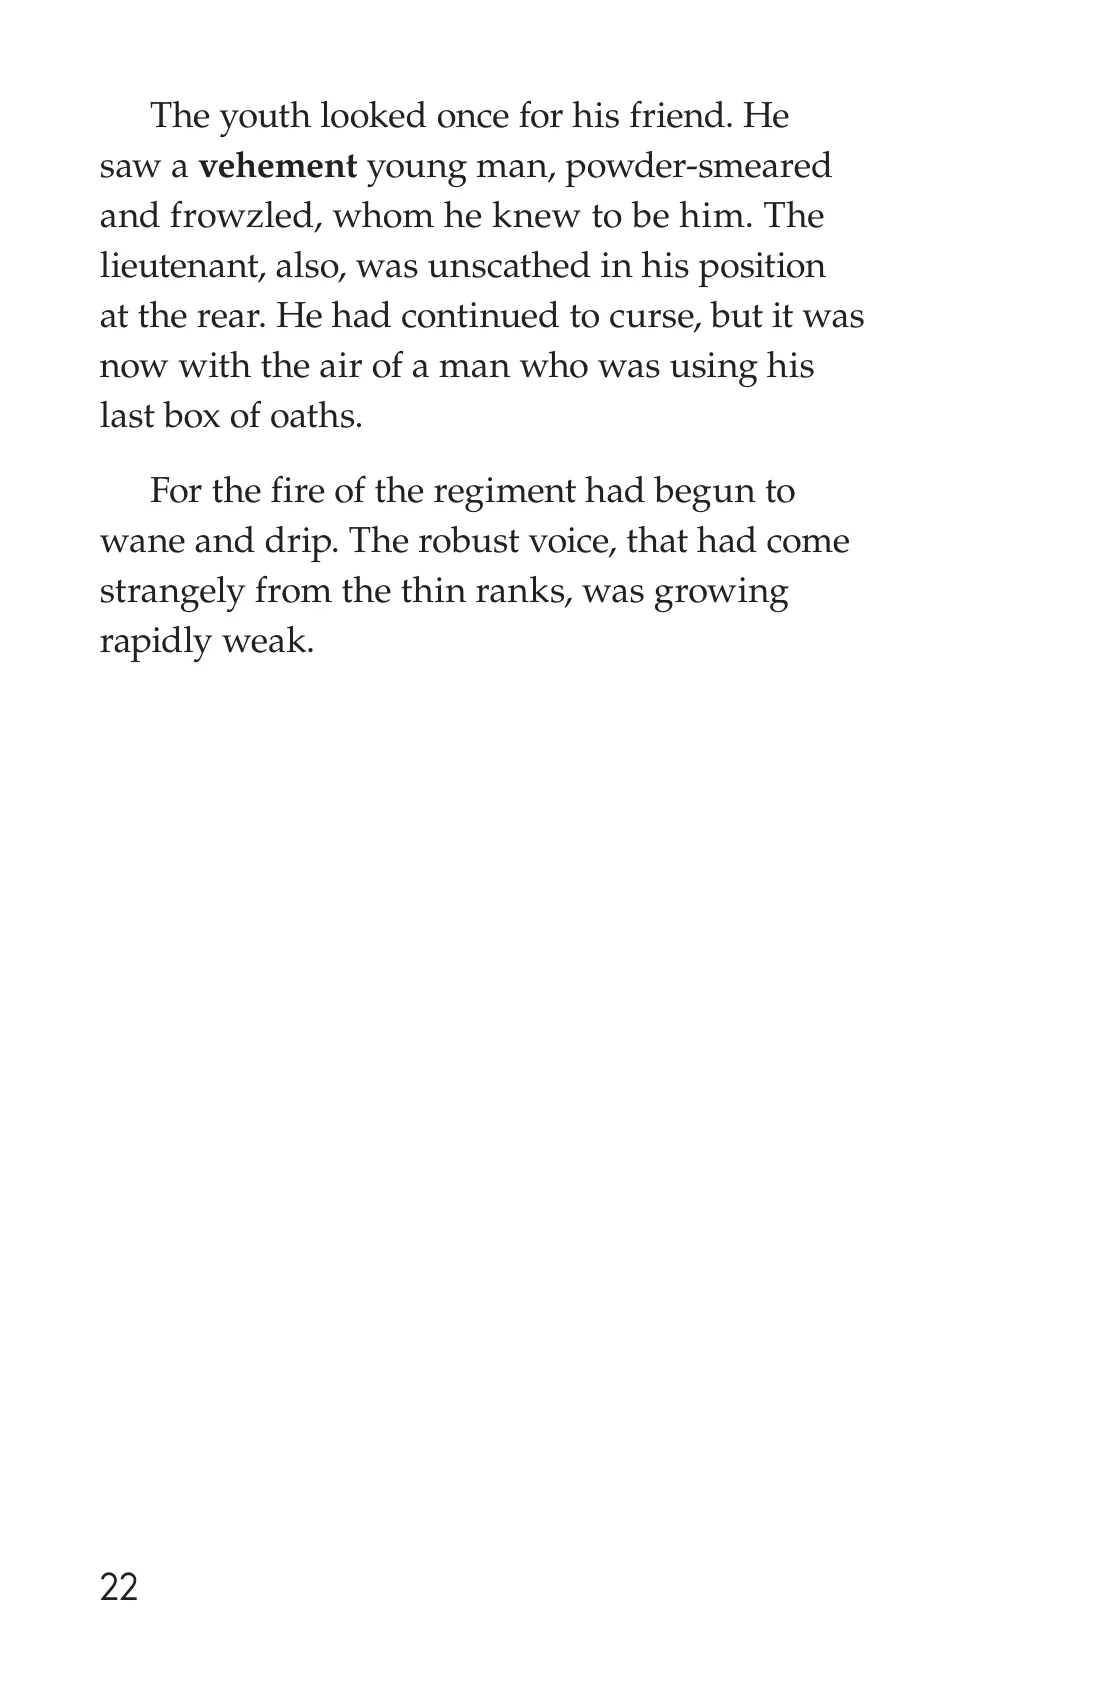 The youth looked once for his friend. He
saw a vehement young man, powder-smeared
and frowzled, whom he knew to be him. The
lieutenant, also, was unscathed in his position
at the rear. He had continued to curse, but it was
now with the air of a man who was using his
last box of oaths.
For the fire of the regiment had begun to
wane and drip. The robust voice, that had come
strangely from the thin ranks, was growing
rapidly weak.
22